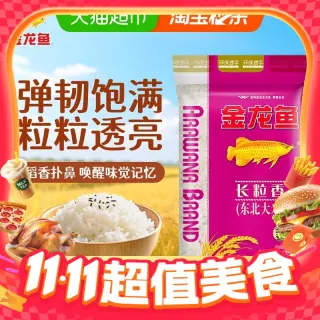 天猫超市
淘宝秒杀
金龙鱼
弹韧饱满
粒粒透亮
稻香扑鼻 唤醒味觉记忆
金龙鱼
ARAWANA BRAND
长粒香
(东北大米
11·11超值美食